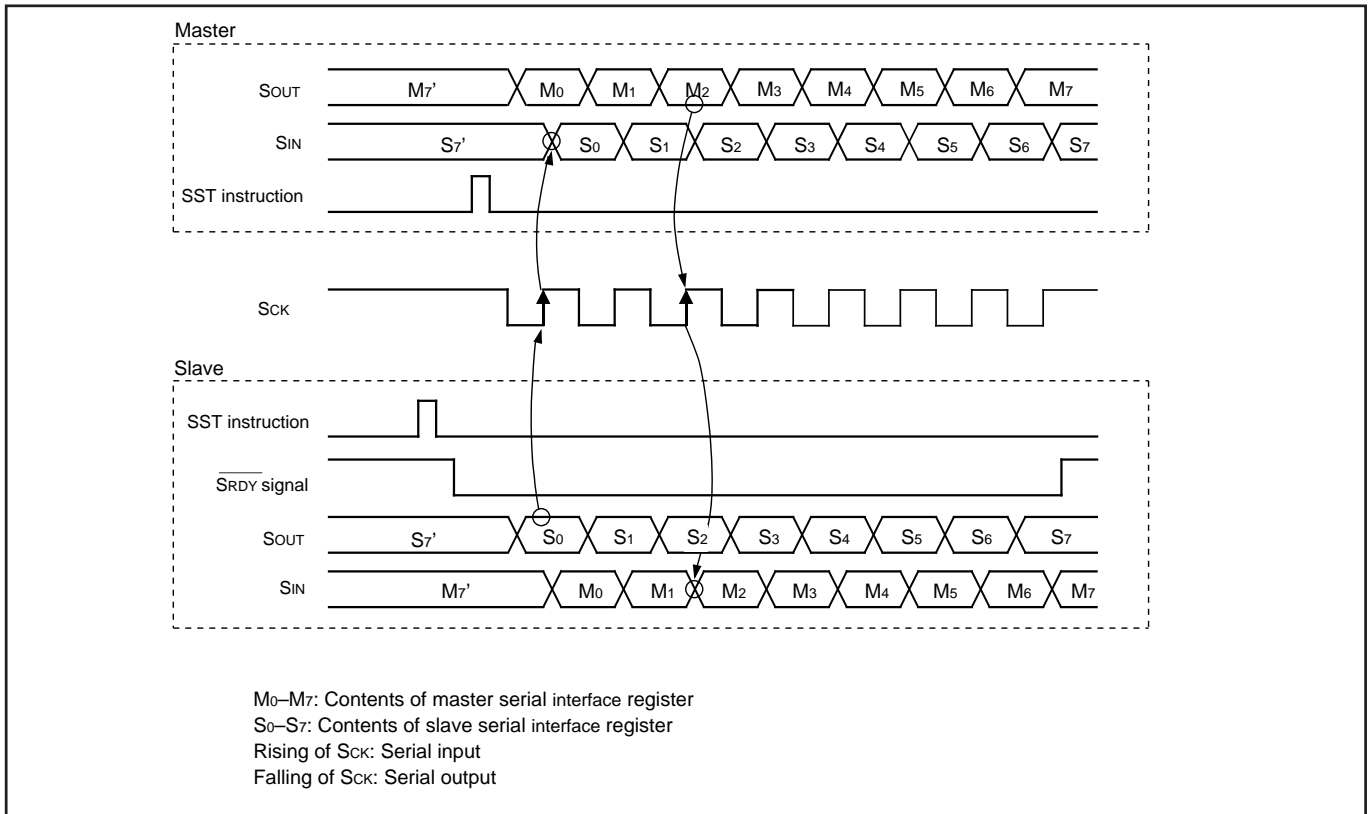 Master
SOUT M7' M0 M1 M2 M3 M4 M5 M6 M7
SIN S7' S0 S1 S2 S3 S4 S5 S6 S7
SST instruction
SCK
Slave
SST instruction
SRDY signal
SOUT S7' S0 S1 S2 S3 S4 S5 S6 S7
SIN M7' M0 M1 M2 M3 M4 M5 M6 M7
M0–M7: Contents of master serial interface register
S0–S7: Contents of slave serial interface register
Rising of SCK: Serial input
Falling of SCK: Serial output